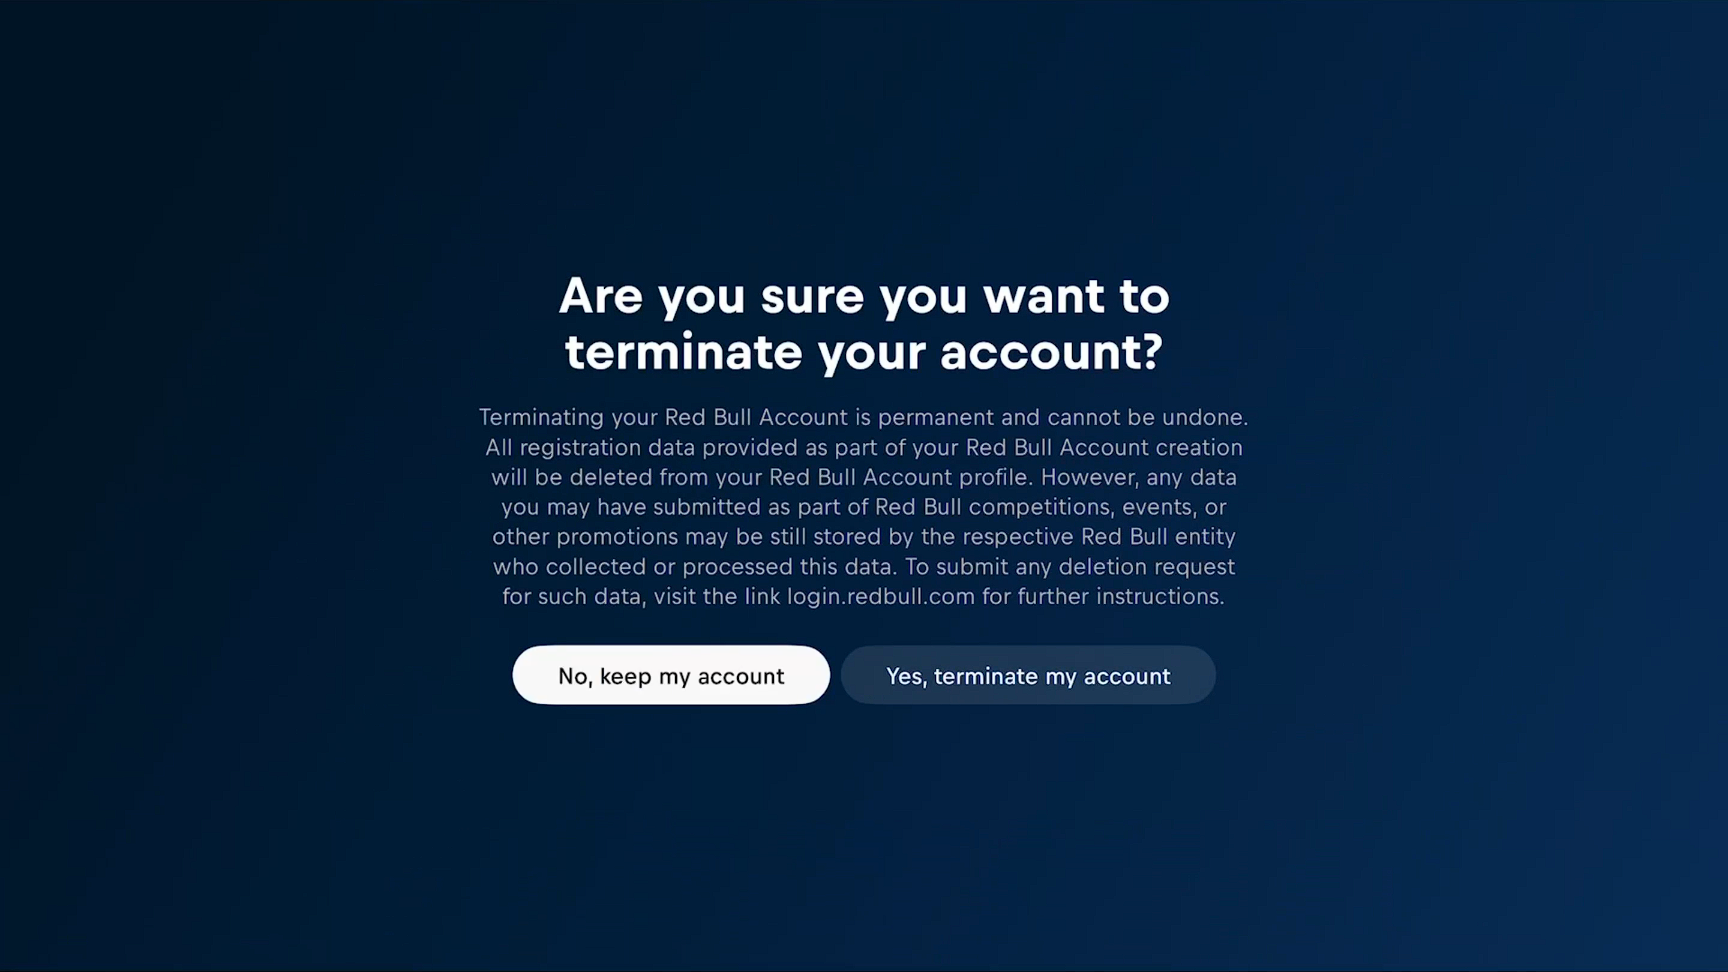 Are you sure you want to
terminate your account?
Terminating your Red Bull Account is permanent and cannot be undone.
All registration data provided as part of your Red Bull Account creation
will be deleted from your Red Bull Account profile. However, any data
you may have submitted as part of Red Bull competitions, events, or
other promotions may be still stored by the respective Red Bull entity
who collected or processed this data. To submit any deletion request
for such data, visit the link login.redbull.com for further instructions.
No, keep my account
Yes, terminate my account